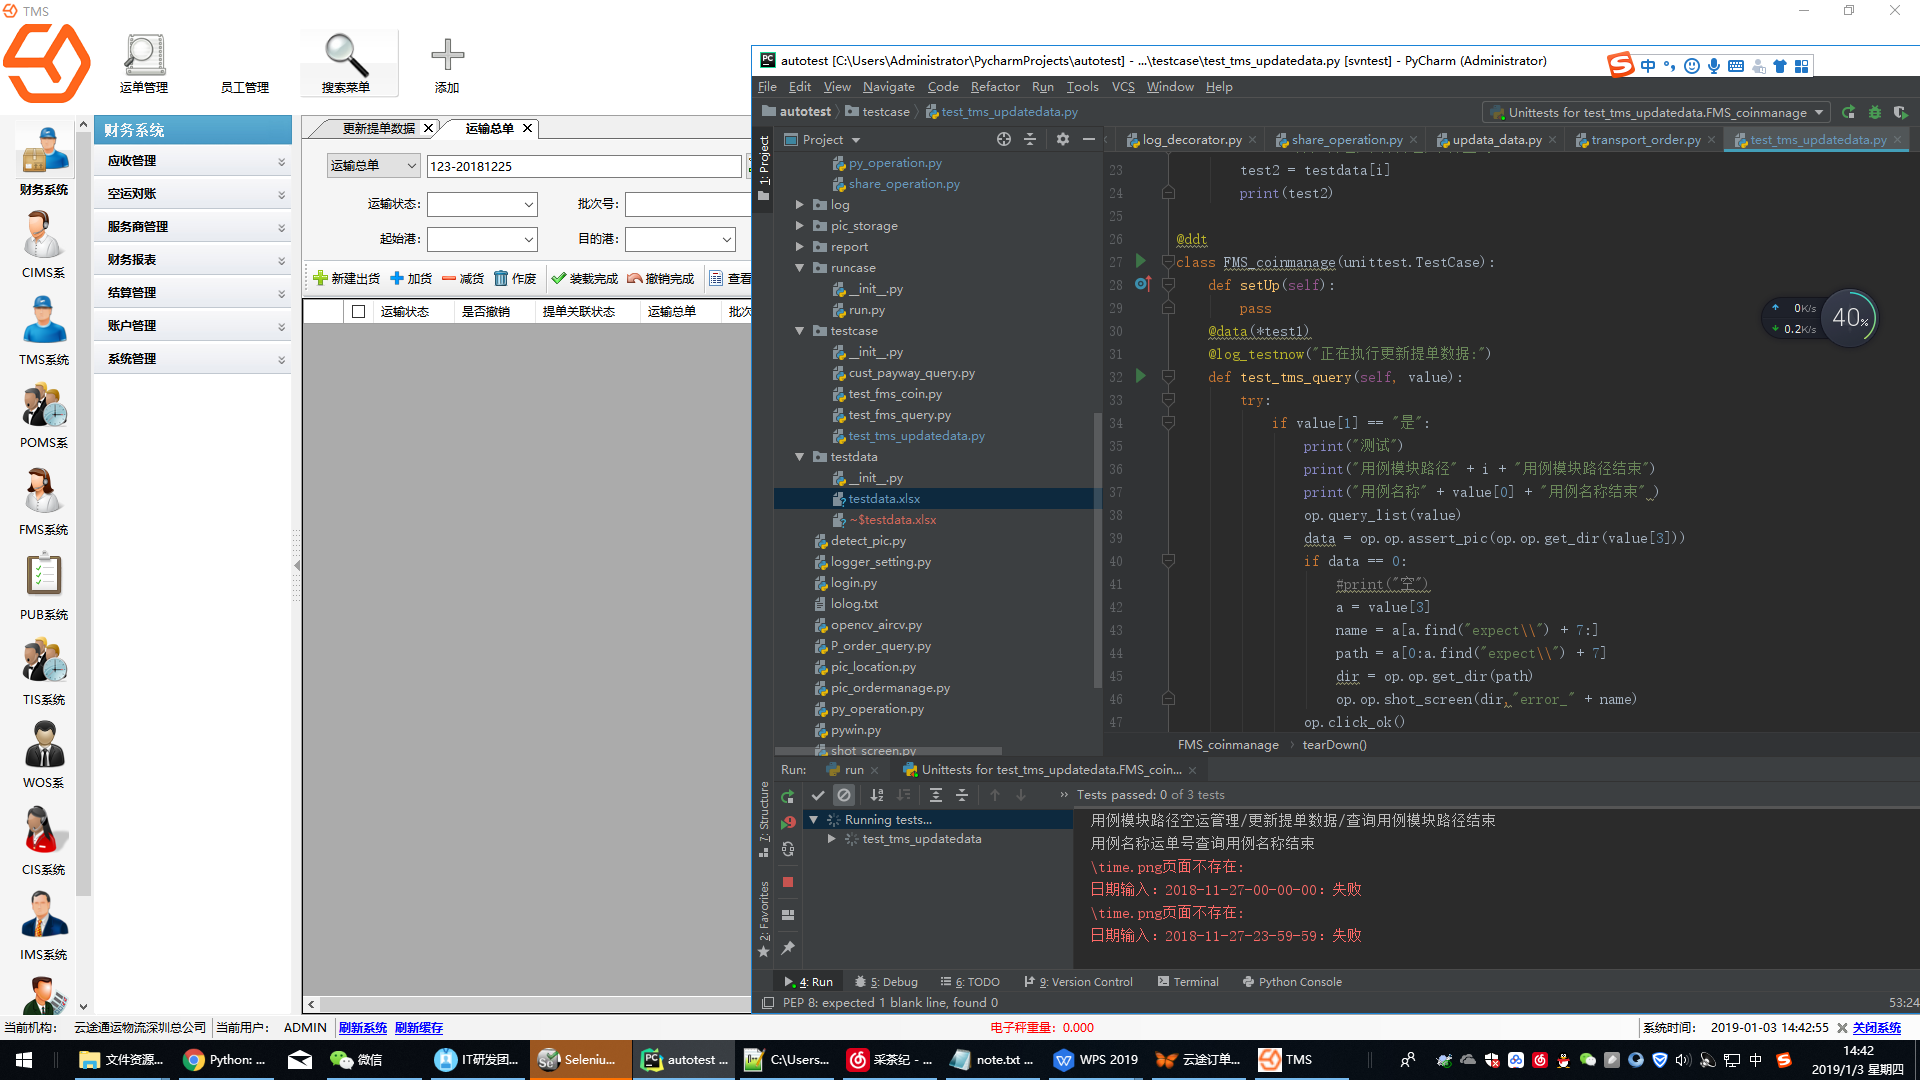 TMS
运单管理
员工管理
搜索菜单
添加
财务系统
CIMS系
TMS系统
POMS系
FMS系统
PUB系统
TIS系统
WOS系
CIS系统
IMS系统
财务系统
应收管理
空运对账
服务商管理
财务报表
结算管理
账户管理
系统管理
更新提单数据
运输总单
运输总单
123-20181225
运输状态:
批次号:
起始港:
目的港:
新建出货 加货 减货 作废 装载完成 撤销完成 查看
运输状态 是否撤销 提单关联状态 运输总单 批次
autotest [C:\Users\Administrator\PycharmProjects\autotest] - ...\testcase\test_tms_updatedata.py [svntest] - PyCharm (Administrator)
中
File Edit View Navigate Code Refactor Run Tools VCS Window Help
autotest testcase test_tms_updatedata.py
Unittests for test_tms_updatedata.FMS_coinmanage
1: Project
Project
log_decorator.py share_operation.py updata_data.py transport_order.py test_tms_updatedata.py
py_operation.py
share_operation.py
log
pic_storage
report
runcase
__init__.py
run.py
testcase
__init__.py
cust_payway_query.py
test_fms_coin.py
test_fms_query.py
test_tms_updatedata.py
testdata
__init__.py
testdata.xlsx
~$testdata.xlsx
detect_pic.py
logger_setting.py
login.py
lolog.txt
opencv_aircv.py
P_order_query.py
pic_location.py
pic_ordermanage.py
py_operation.py
pywin.py
shot_screen.py
23 test2 = testdata[i]
24 print(test2)
25
26 @ddt
27 class FMS_coinmanage(unittest.TestCase):
28 def setUp(self):
29 pass
30 @data(*test1)
31 @log_testnow("正在执行更新提单数据:")
32 def test_tms_query(self, value):
33 try:
34 if value[1] == "是":
35 print("测试")
36 print("用例模块路径" + i + "用例模块路径结束")
37 print("用例名称" + value[0] + "用例名称结束" )
38 op.query_list(value)
39 data = op.op.assert_pic(op.op.get_dir(value[3]))
40 if data == 0:
41 #print("空")
42 a = value[3]
43 name = a[a.find("expect\\") + 7:]
44 path = a[0:a.find("expect\\") + 7]
45 dir = op.op.get_dir(path)
46 op.op.shot_screen(dir,"error_" + name)
47 op.click_ok()
0K/s
0.2K/s
40%
FMS_coinmanage tearDown()
Run: run Unittests for test_tms_updatedata.FMS_coin...
Tests passed: 0 of 3 tests
Running tests...
test_tms_updatedata
7: Structure
2: Favorites
用例模块路径空运管理/更新提单数据/查询用例模块路径结束
用例名称运单号查询用例名称结束
\time.png页面不存在:
日期输入: 2018-11-27-00-00-00: 失败
\time.png页面不存在:
日期输入: 2018-11-27-23-59-59: 失败
4: Run 5: Debug 6: TODO 9: Version Control Terminal Python Console
PEP 8: expected 1 blank line, found 0
53:24
当前机构: 云途通运物流深圳总公司 当前用户: ADMIN 刷新系统 刷新缓存
电子秤重量: 0.000
系统时间: 2019-01-03 14:42:55 关闭系统
文件资源... Python: ... 微信 IT研发团... Seleniu... autotest ... C:\Users... 采茶纪 - ... note.txt ... WPS 2019 云途订单... TMS
中
14:42
2019/1/3 星期四